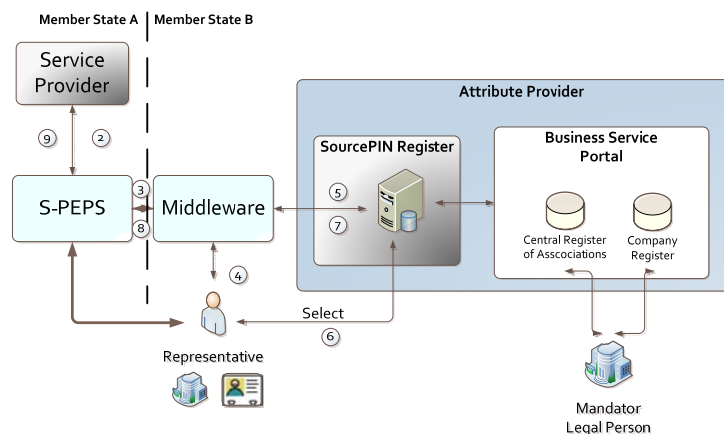 Member State A
Member State B
Service
Provider
Attribute Provider
9
2
SourcePIN Register
Business Service
Portal
S-PEPS
3
8
Middleware
5
7
Central Register
of Asscociations
Company
Register
4
Select
6
Representative
Mandator
Legal Person